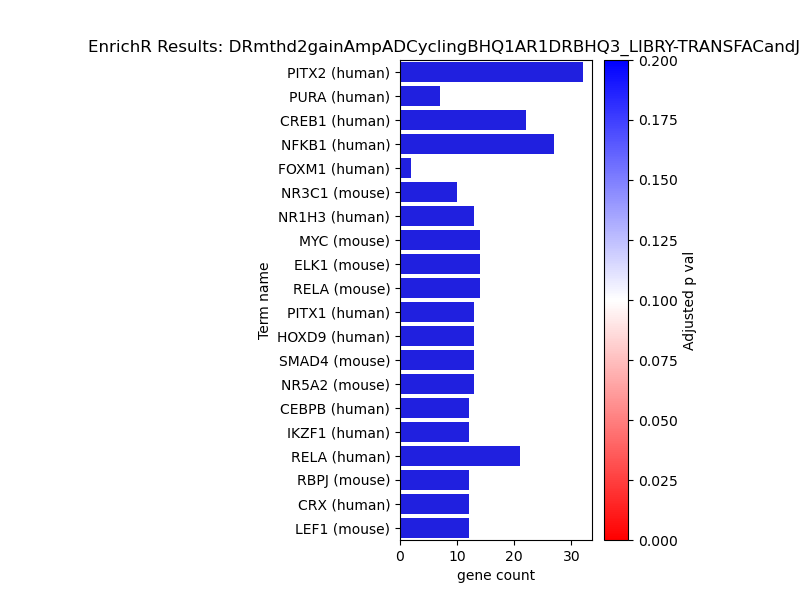 EnrichR Results: DRmthd2gainAmpADCyclingBHQ1AR1DRBHQ3_LIBRY-TRANSFACandJ
Term name
PITX2 (human)
PURA (human)
CREB1 (human)
NFKB1 (human)
FOXM1 (human)
NR3C1 (mouse)
NR1H3 (human)
MYC (mouse)
ELK1 (mouse)
RELA (mouse)
PITX1 (human)
HOXD9 (human)
SMAD4 (mouse)
NR5A2 (mouse)
CEBPB (human)
IKZF1 (human)
RELA (human)
RBPJ (mouse)
CRX (human)
LEF1 (mouse)
0 10 20 30
gene count
0.200
0.175
0.150
0.125
0.100
0.075
0.050
0.025
0.000
Adjusted p val